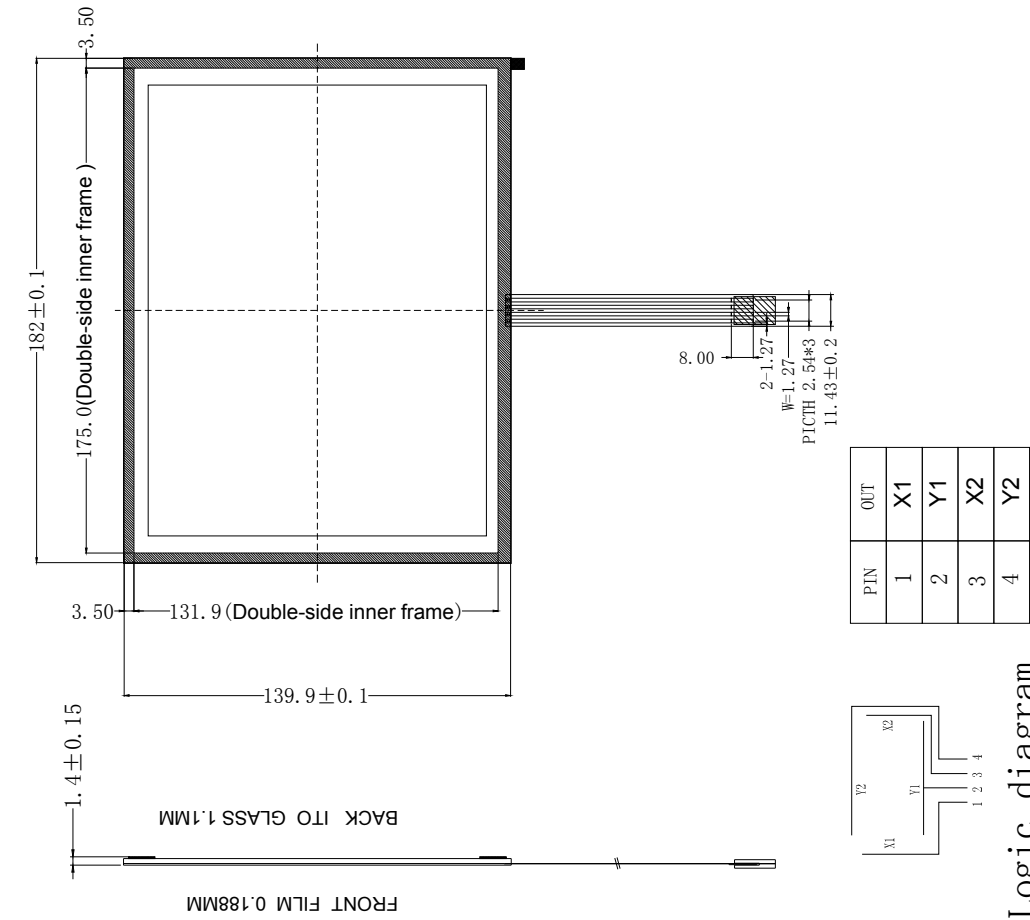 3.50
182±0.1
175.0(Double-side inner frame )
3.50
131.9(Double-side inner frame)
139.9±0.1
8.00
2-1.27
W=1.27
PICTH 2.54*3
11.43±0.2
PIN OUT
1 X1
2 Y1
3 X2
4 Y2
1.4±0.15
BACK ITO GLASS 1.1MM
FRONT FILM 0.188MM
X1
Y2
Y1
X2
1 2 3 4
Logic diagram